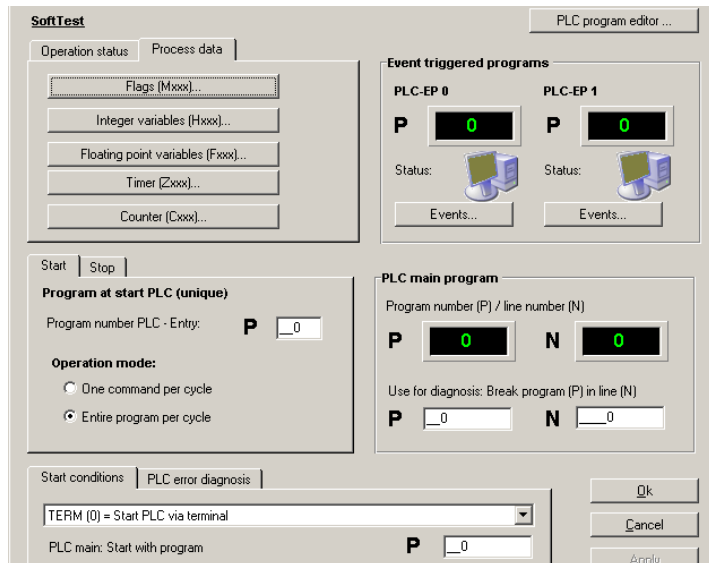 SoftTest
PLC program editor ...
Operation status
Process data
Flags (Mxxx)...
Integer variables (Hxxx)...
Floating point variables (Fxxx)...
Timer (Zxxx)...
Counter (Cxxx)...
Event triggered programs
PLC-EP 0
PLC-EP 1
P 0
P 0
Status:
Status:
Events...
Events...
Start
Stop
Program at start PLC (unique)
Program number PLC - Entry: P __0
Operation mode:
One command per cycle
Entire program per cycle
PLC main program
Program number (P) / line number (N)
P 0 N 0
Use for diagnosis: Break program (P) in line (N)
P __0 N ____0
Start conditions
PLC error diagnosis
TERM (0) = Start PLC via terminal
PLC main: Start with program P __0
Ok
Cancel
Apply